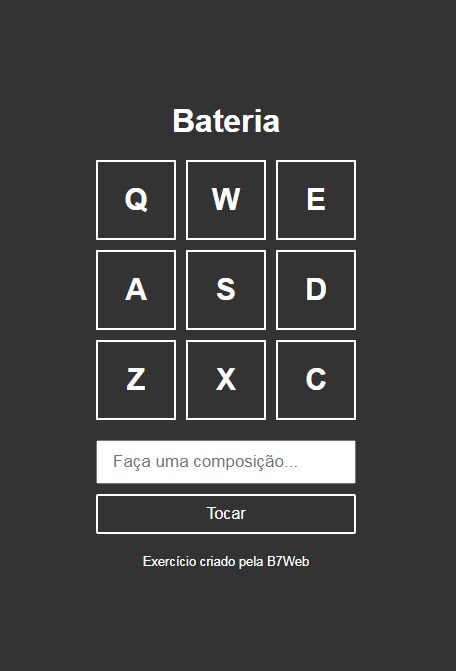 Bateria
Q W E
A S D
Z X C
Faça uma composição...
Tocar
Exercício criado pela B7Web